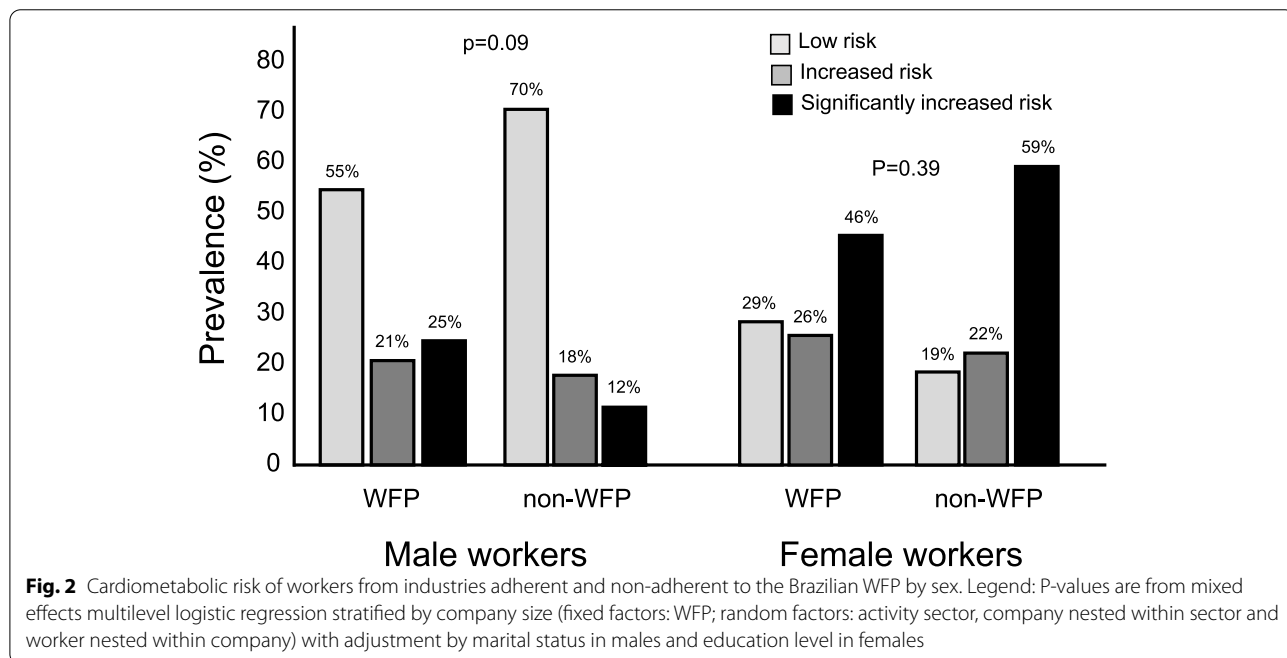 p=0.09
Low risk
Increased risk
Significantly increased risk
P=0.39
Prevalence (%)
80
70
60
50
40
30
20
10
0
55%
21%
25%
70%
18%
12%
29%
26%
46%
19%
22%
59%
WFP
non-WFP
WFP
non-WFP
Male workers
Female workers
Fig. 2 Cardiometabolic risk of workers from industries adherent and non-adherent to the Brazilian WFP by sex. Legend: P-values are from mixed
effects multilevel logistic regression stratified by company size (fixed factors: WFP; random factors: activity sector, company nested within sector and
worker nested within company) with adjustment by marital status in males and education level in females